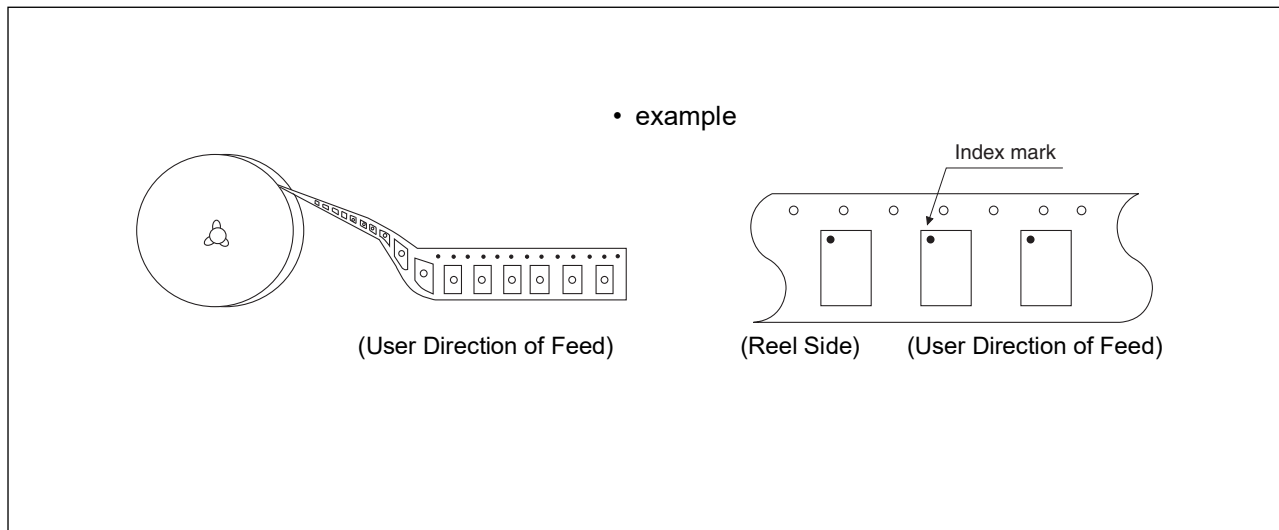 • example
Index mark
(User Direction of Feed)
(Reel Side)
(User Direction of Feed)